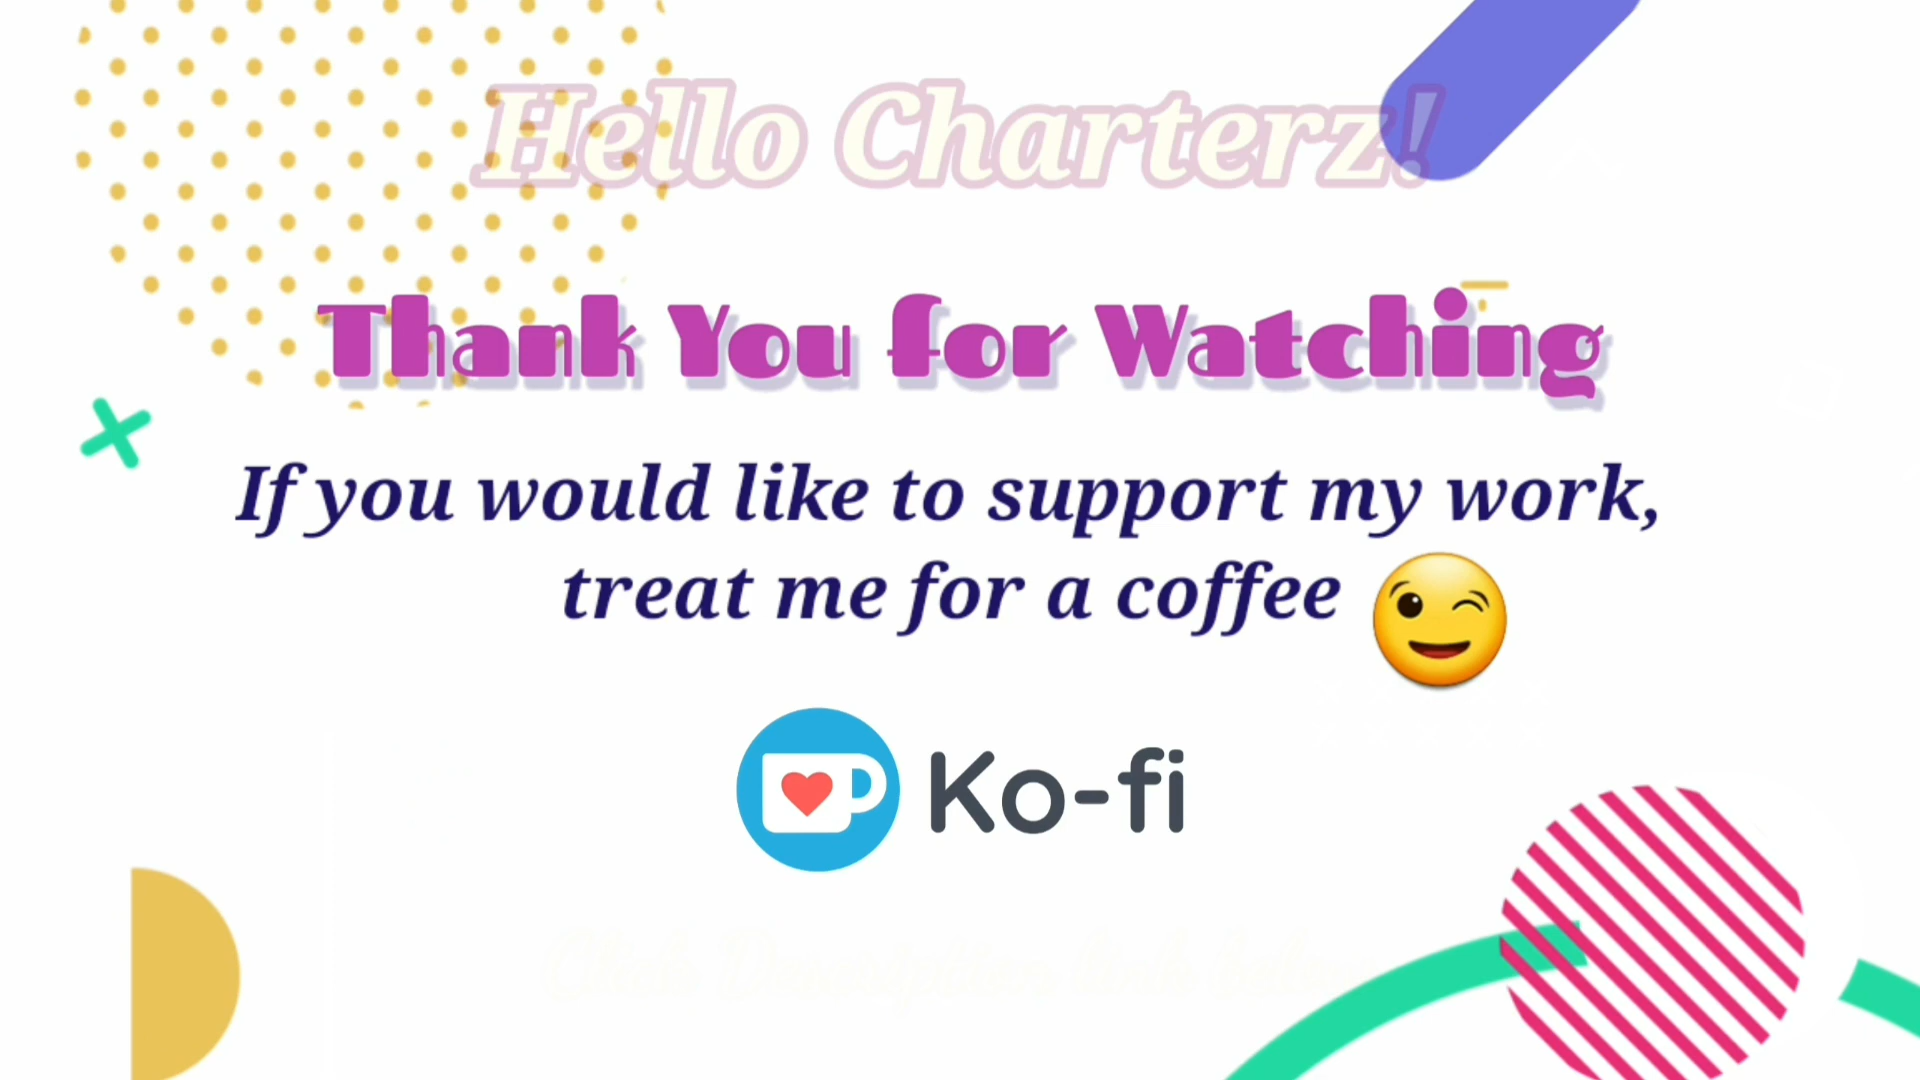 Hello Charterz!
Thank You for Watching
If you would like to support my work,
treat me for a coffee
Ko-fi